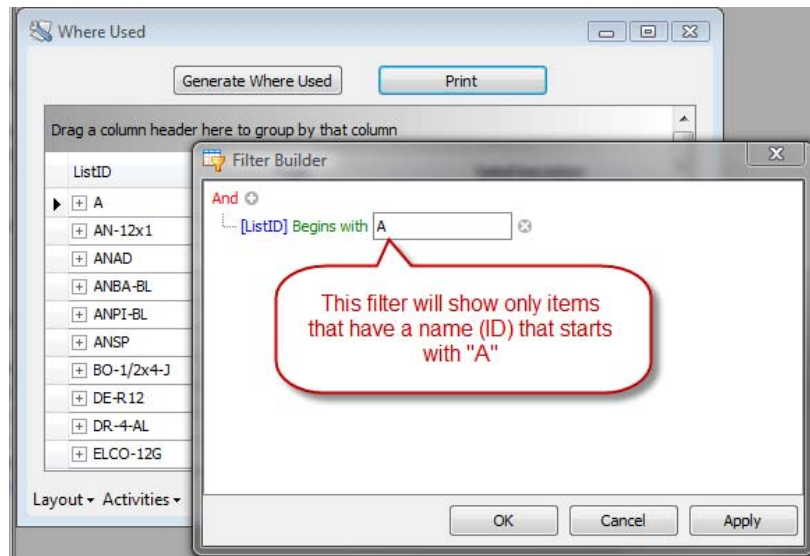 Where Used
Generate Where Used
Print
Drag a column header here to group by that column
ListID
A
AN-12x1
ANAD
ANBA-BL
ANPI-BL
ANSP
BO-1/2x4-J
DE-R12
DR-4-AL
ELCO-12G
Layout
Activities
Filter Builder
And
[ListID] Begins with A
This filter will show only items
that have a name (ID) that starts
with "A"
OK
Cancel
Apply